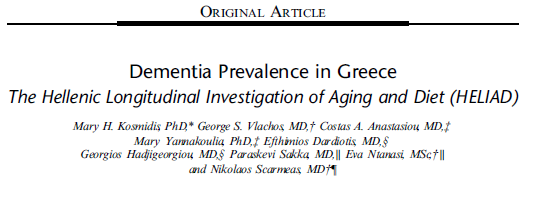 ORIGINAL ARTICLE
Dementia Prevalence in Greece
The Hellenic Longitudinal Investigation of Aging and Diet (HELIAD)
Mary H. Kosmidis, PhD,* George S. Vlachos, MD,† Costas A. Anastasiou, MD,‡
Mary Yannakoulia, PhD,‡ Efthimios Dardiotis, MD,§
Georgios Hadjigeorgiou, MD,§ Paraskevi Sakka, MD,∥ Eva Ntanasi, MSc,†∥
and Nikolaos Scarmeas, MD†¶